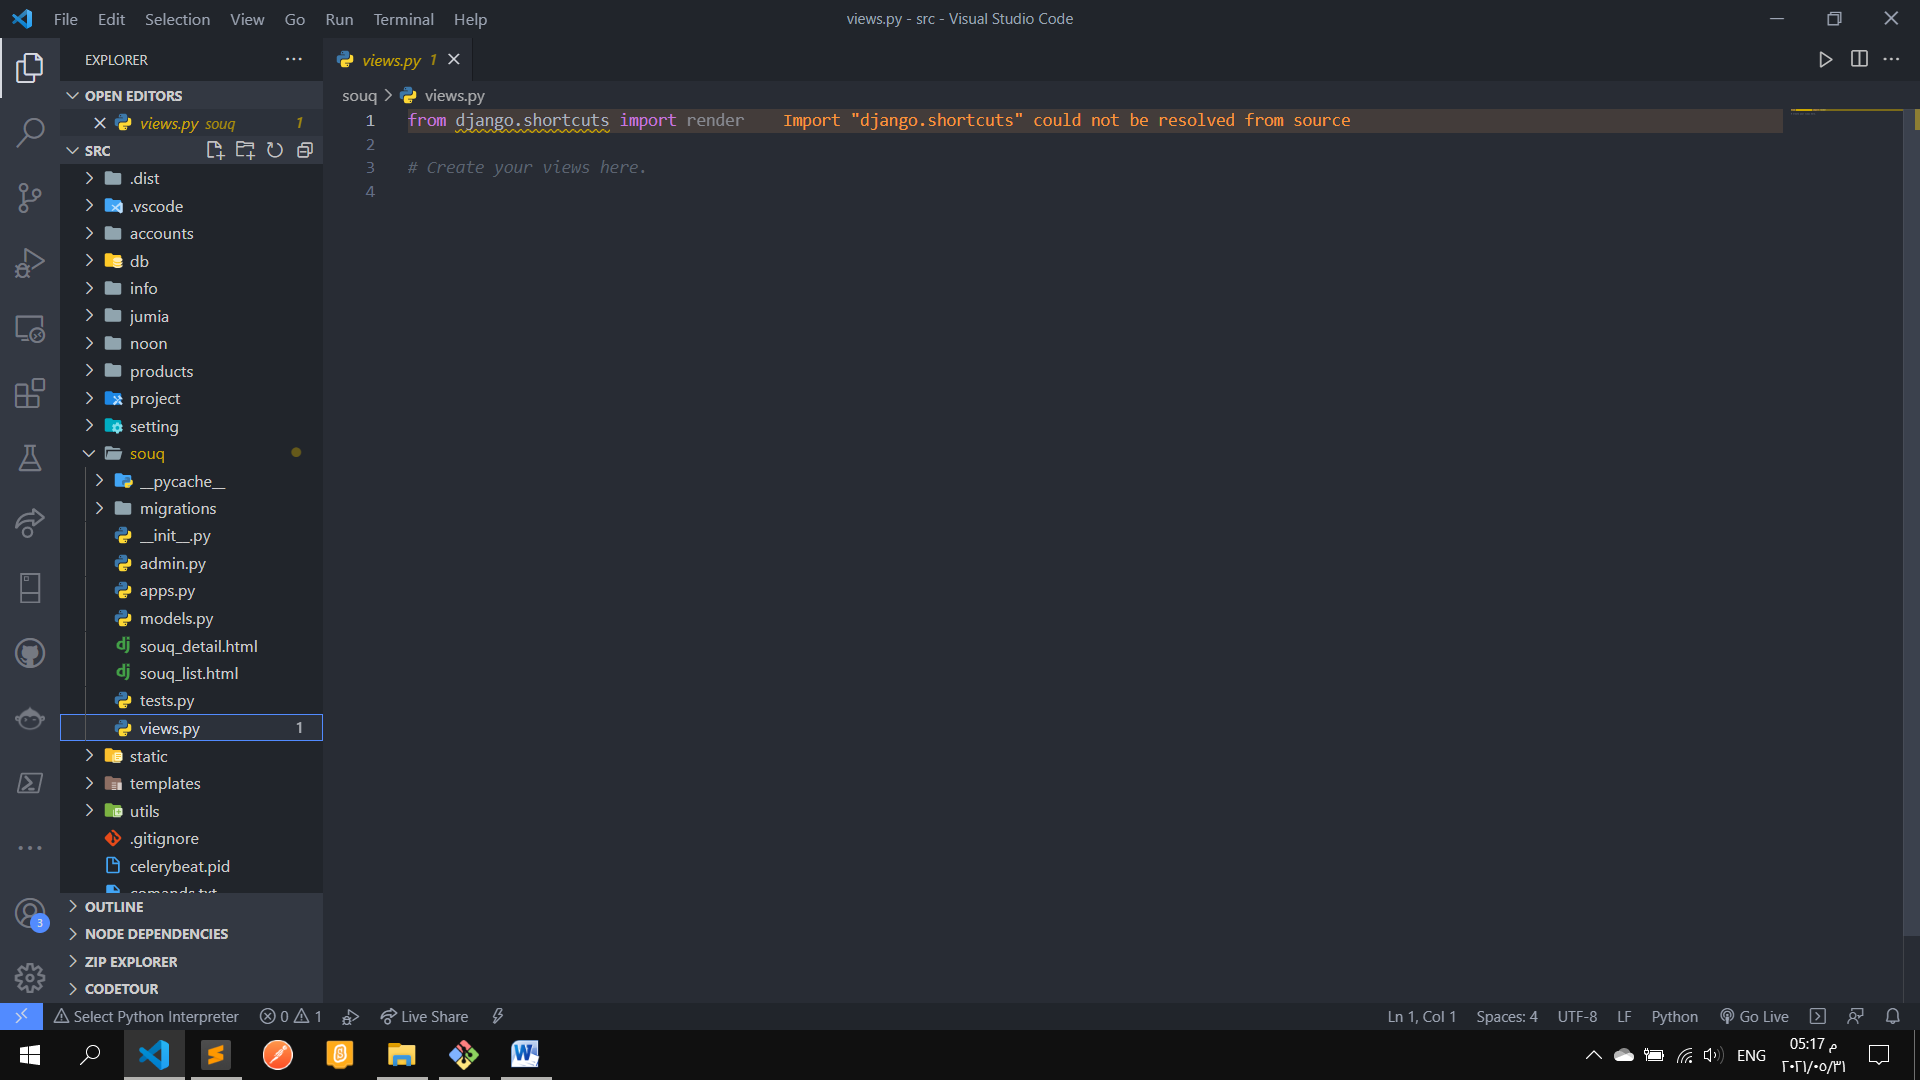 File Edit Selection View Go Run Terminal Help
views.py - src - Visual Studio Code
EXPLORER
OPEN EDITORS
views.py souq 1
SRC
.dist
.vscode
accounts
db
info
jumia
noon
products
project
setting
souq
__pycache__
migrations
__init__.py
admin.py
apps.py
models.py
souq_detail.html
souq_list.html
tests.py
views.py 1
static
templates
utils
.gitignore
celerybeat.pid
comands.txt
OUTLINE
NODE DEPENDENCIES
ZIP EXPLORER
CODETOUR
3
views.py 1
souq > views.py
1 from django.shortcuts import render Import "django.shortcuts" could not be resolved from source
2
3 # Create your views here.
4
Select Python Interpreter 0 1 Live Share
Ln 1, Col 1 Spaces: 4 UTF-8 LF Python Go Live
ENG
05:17 م
٢٠٢١/٠٥/٣١